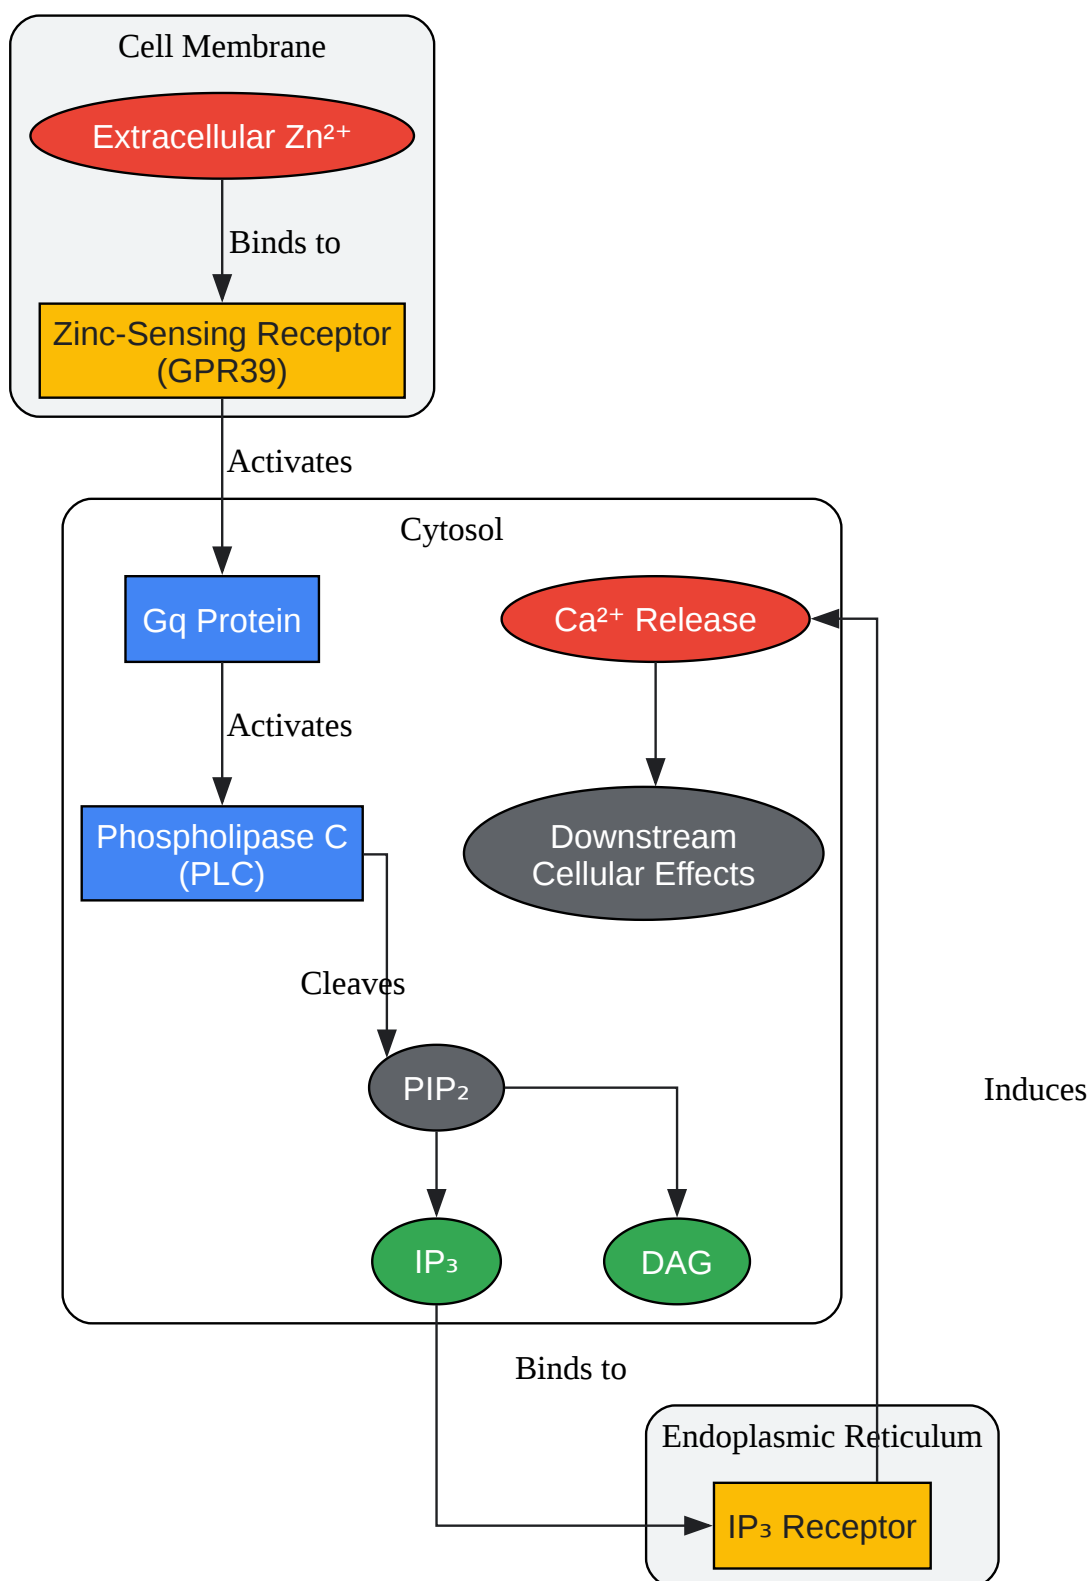 Cell Membrane
Extracellular Zn²⁺
Binds to
Zinc-Sensing Receptor
(GPR39)
Activates
Cytosol
Gq Protein
Ca²⁺ Release
Activates
Phospholipase C
(PLC)
Downstream
Cellular Effects
Cleaves
PIP₂
Induces
IP₃
DAG
Binds to
Endoplasmic Reticulum
IP₃ Receptor